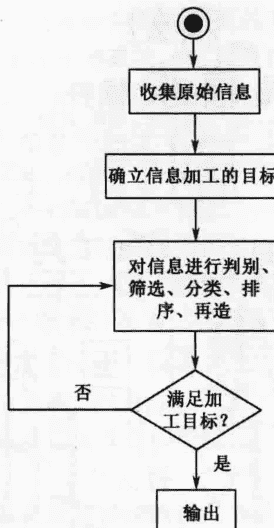 收集原始信息
确立信息加工的目标
对信息进行判别、
筛选、分类、排
序、再造
否
满足加
工目标?
是
输出